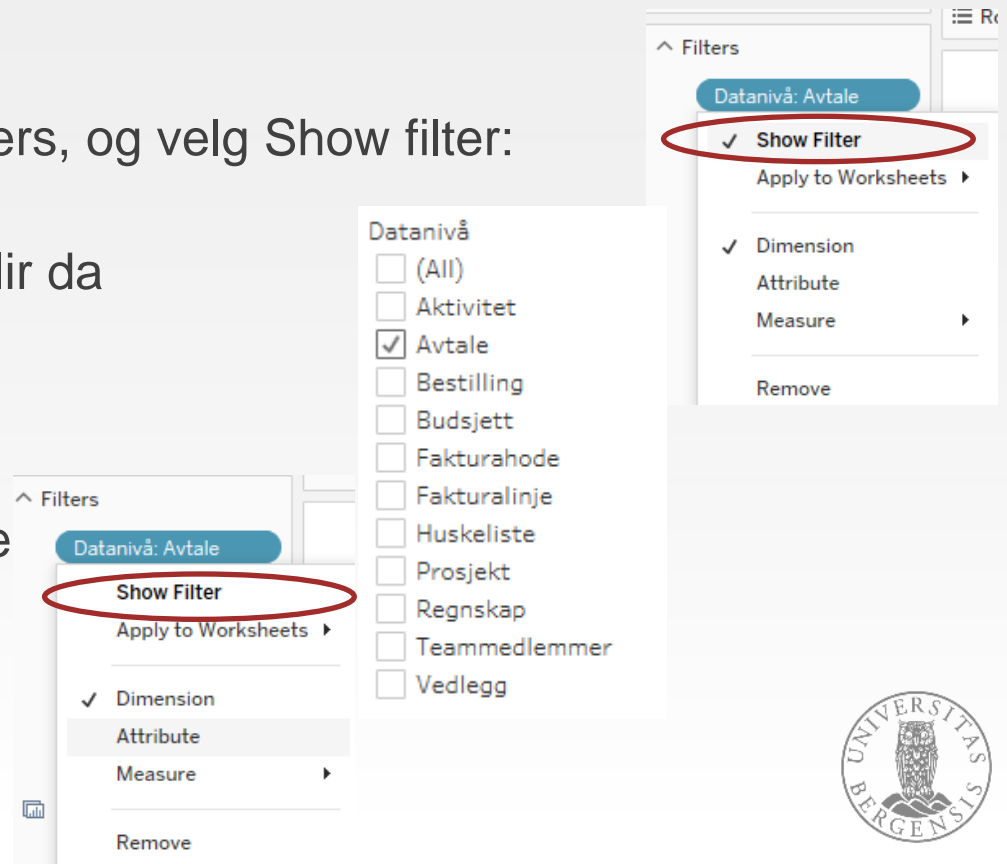 ers, og velg Show filter:
lir da
e
Filters
Datanivå: Avtale
Show Filter
Apply to Worksheets
Dimension
Attribute
Measure
Remove
Datanivå
(All)
Aktivitet
Avtale
Bestilling
Budsjett
Fakturahode
Fakturalinje
Huskeliste
Prosjekt
Regnskap
Teammedlemmer
Vedlegg
Filters
Datanivå: Avtale
Show Filter
Apply to Worksheets
Dimension
Attribute
Measure
Remove
UNIVERSITAS BERGENSIS